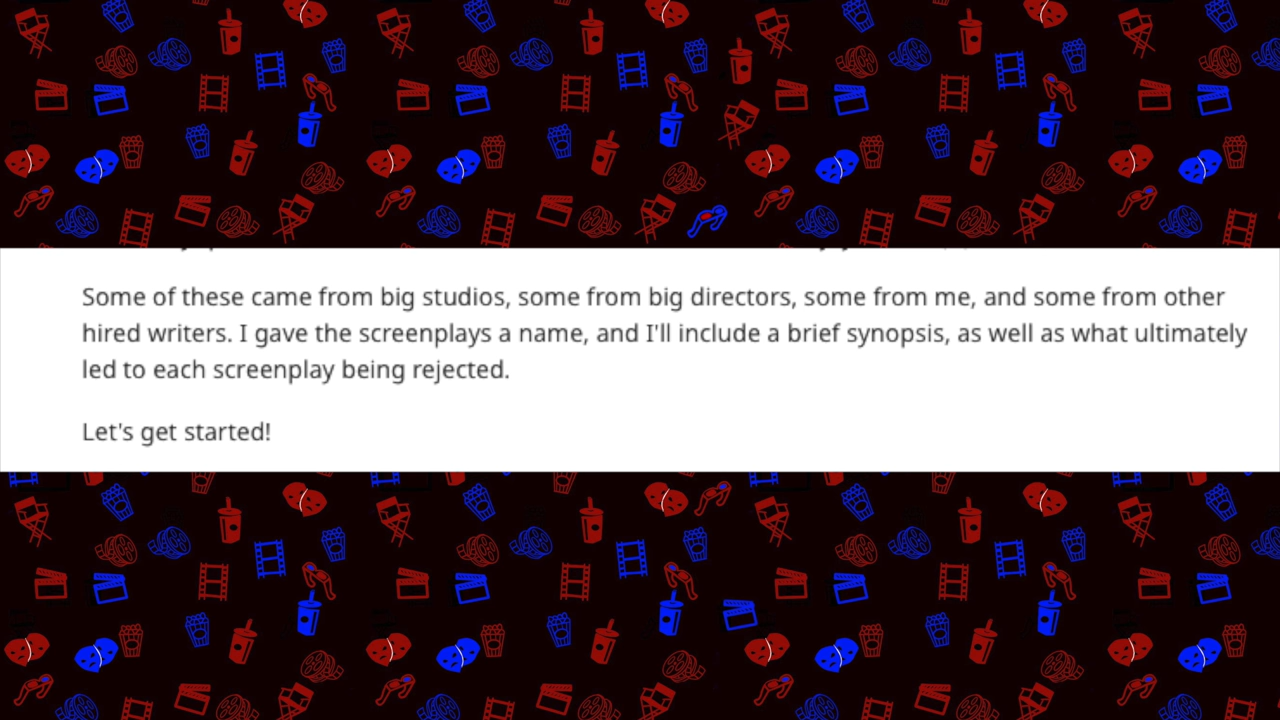 Some of these came from big studios, some from big directors, some from me, and some from other
hired writers. I gave the screenplays a name, and I'll include a brief synopsis, as well as what ultimately
led to each screenplay being rejected.
Let's get started!